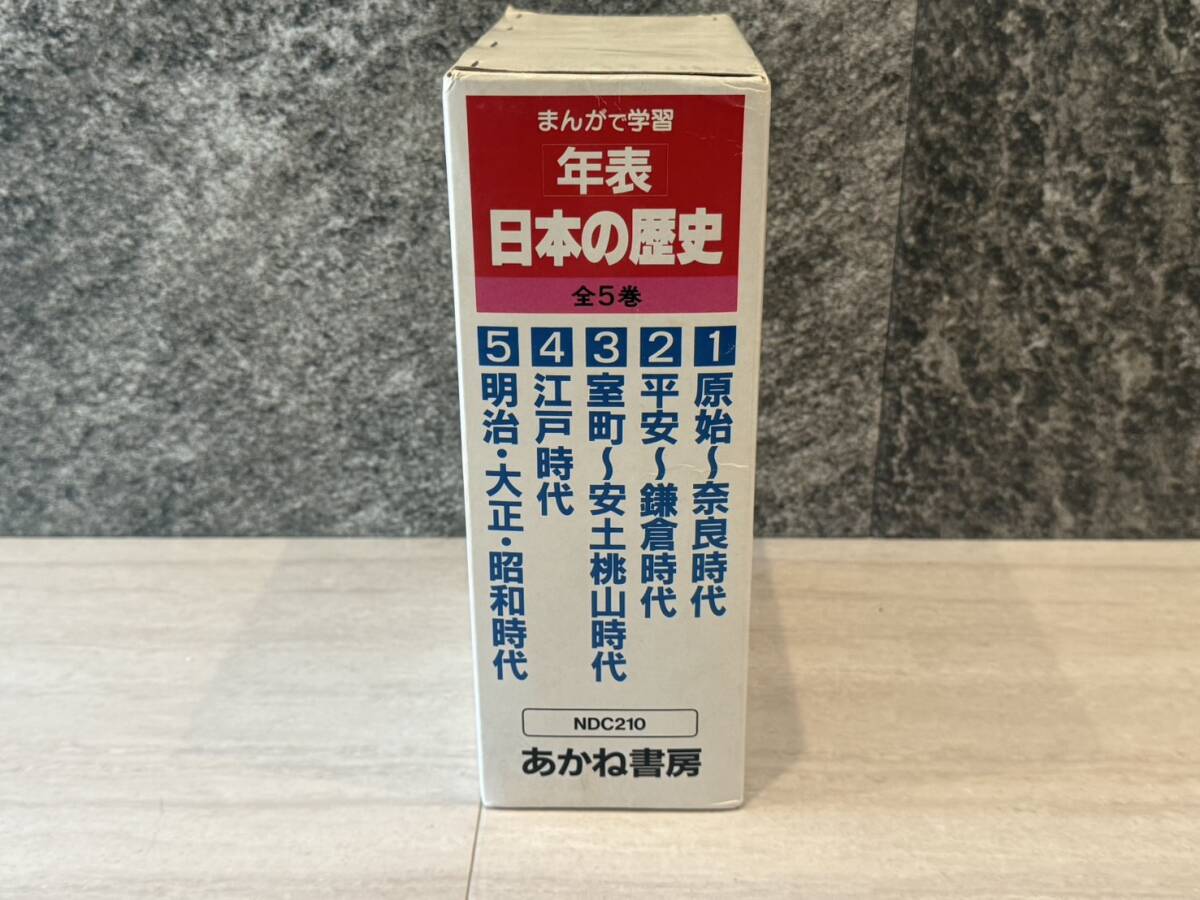 まんがで学習
年表
日本の歴史
全5巻
1 原始～奈良時代
2 平安～鎌倉時代
3 室町～安土桃山時代
4 江戸時代
5 明治・大正・昭和時代
NDC210
あかね書房